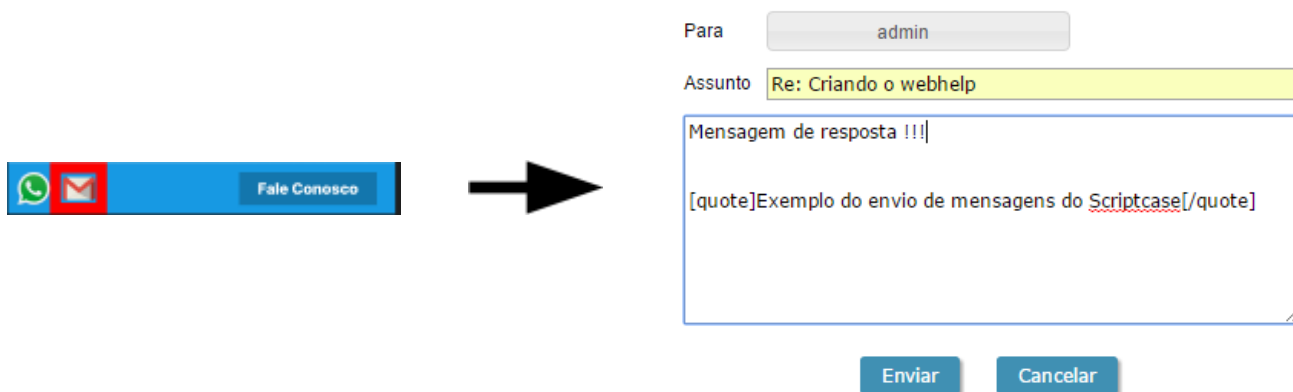 Para
admin
Assunto
Re: Criando o webhelp
Mensagem de resposta !!!
Fale Conosco
[quote]Exemplo do envio de mensagens do Scriptcase[/quote]
Enviar
Cancelar